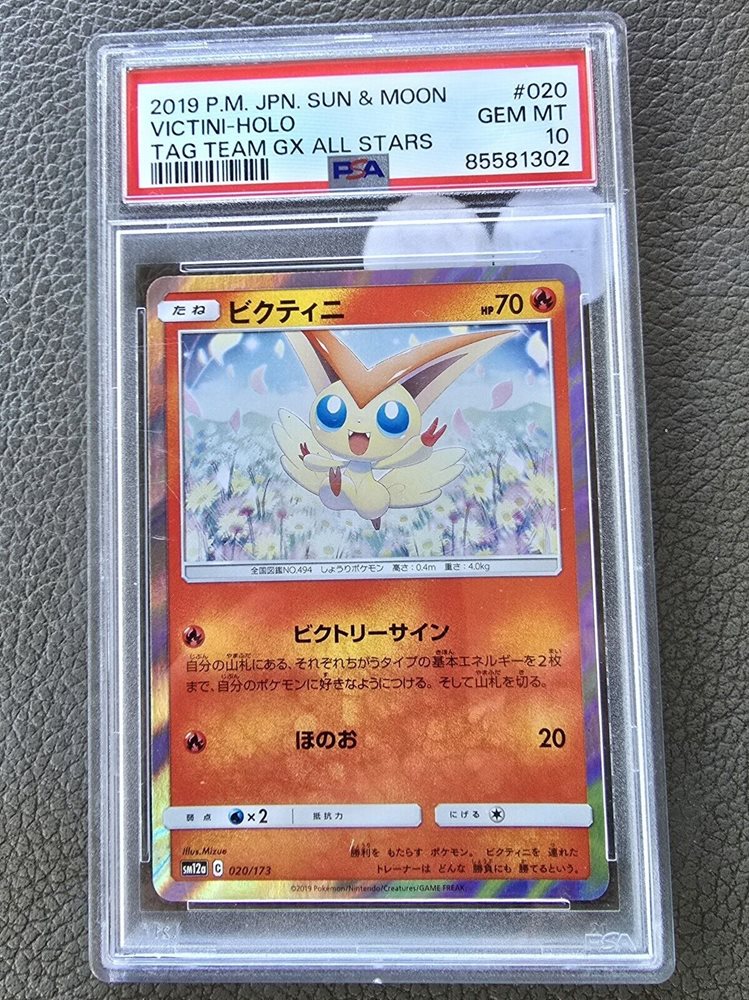 2019 P.M. JPN. SUN & MOON #020
VICTINI-HOLO GEM MT
TAG TEAM GX ALL STARS 10
PSA 85581302
たね ビクティニ HP70
全国図鑑NO.494 しょうりポケモン 高さ:0.4m 重さ:4.0kg
ビクトリーサイン
自分の山札にある、それぞれちがうタイプの基本エネルギーを2枚
まで、自分のポケモンに好きなようにつける。そして山札を切る。
ほのお 20
弱点 ×2 抵抗力 にげる
illus.Mizue
勝利を もたらす ポケモン。 ビクティニを 連れた
トレーナーは どんな 勝負にも 勝てるという。
sm12a C 020/173
©2019 Pokémon/Nintendo/Creatures/GAME FREAK.
PSA